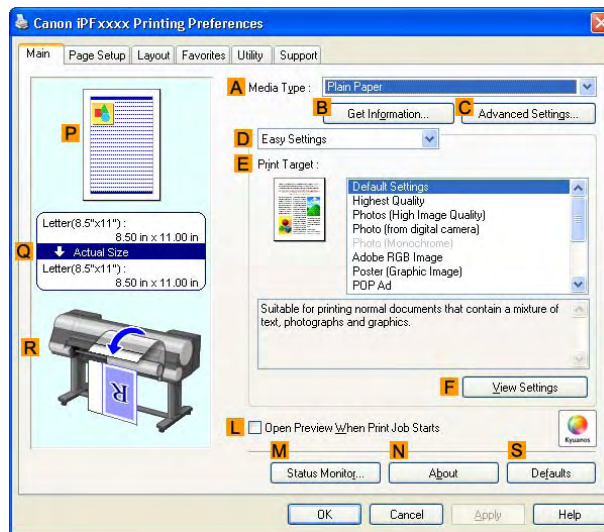 Canon iPFxxxx Printing Preferences
Main Page Setup Layout Favorites Utility Support
A Media Type : Plain Paper
B Get Information... C Advanced Settings...
P
D Easy Settings
E Print Target :
Default Settings
Highest Quality
Photos (High Image Quality)
Photo (from digital camera)
Photo (Monochrome)
Adobe RGB Image
Poster (Graphic Image)
POP Ad
Letter(8.5"x11") :
8.50 in x 11.00 in
Q Actual Size
Letter(8.5"x11") :
8.50 in x 11.00 in
Suitable for printing normal documents that contain a mixture of
text, photographs and graphics.
R
R
F View Settings
L Open Preview When Print Job Starts
Kyuanos
M N S
Status Monitor... About Defaults
OK Cancel Apply Help